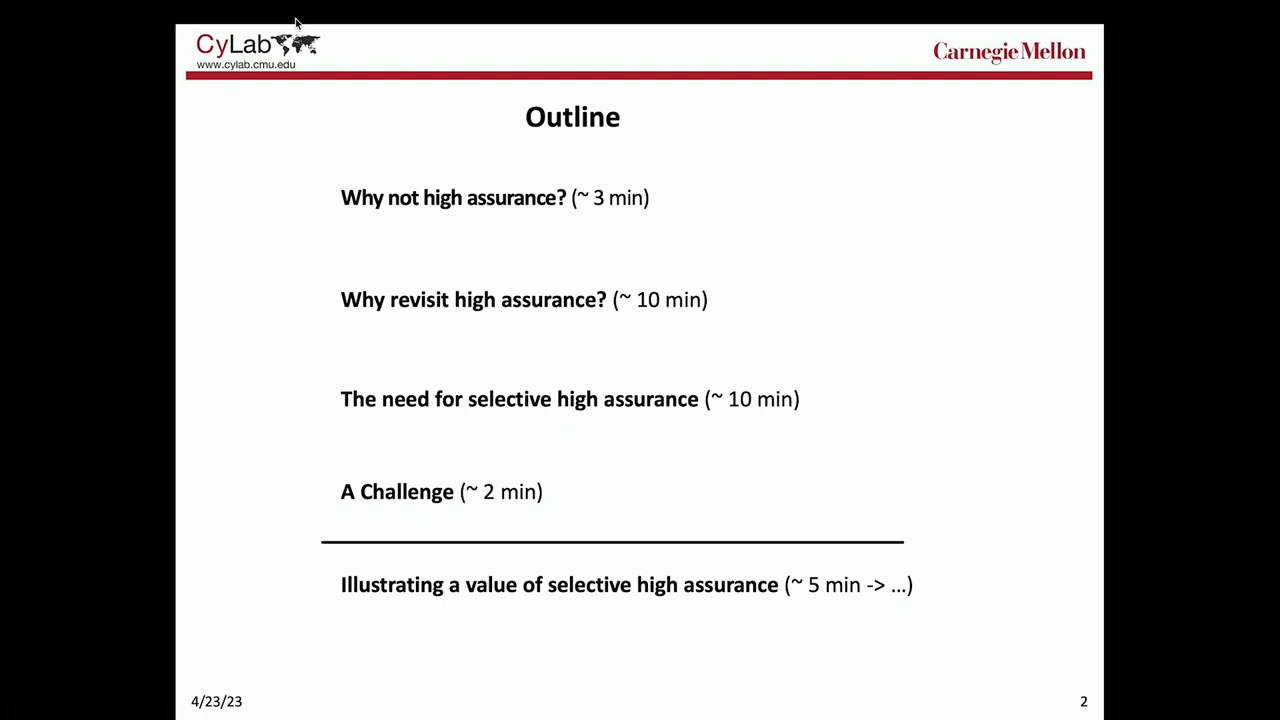 CyLab
www.cylab.cmu.edu
Carnegie Mellon
Outline
Why not high assurance? (~ 3 min)
Why revisit high assurance? (~ 10 min)
The need for selective high assurance (~ 10 min)
A Challenge (~ 2 min)
Illustrating a value of selective high assurance (~ 5 min -> ...)
4/23/23
2